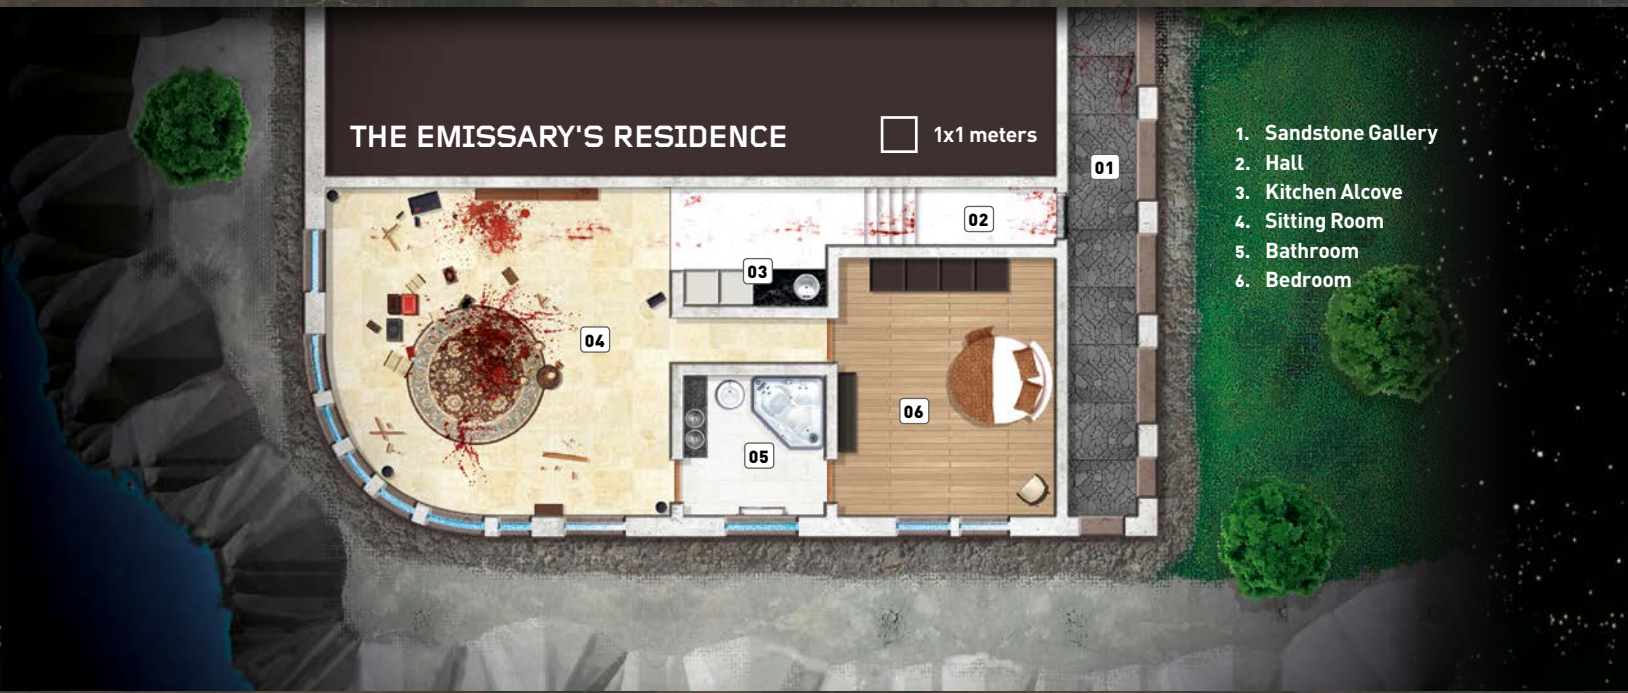 THE EMISSARY'S RESIDENCE
1x1 meters
01
02
03
04
05
06
1. Sandstone Gallery
2. Hall
3. Kitchen Alcove
4. Sitting Room
5. Bathroom
6. Bedroom